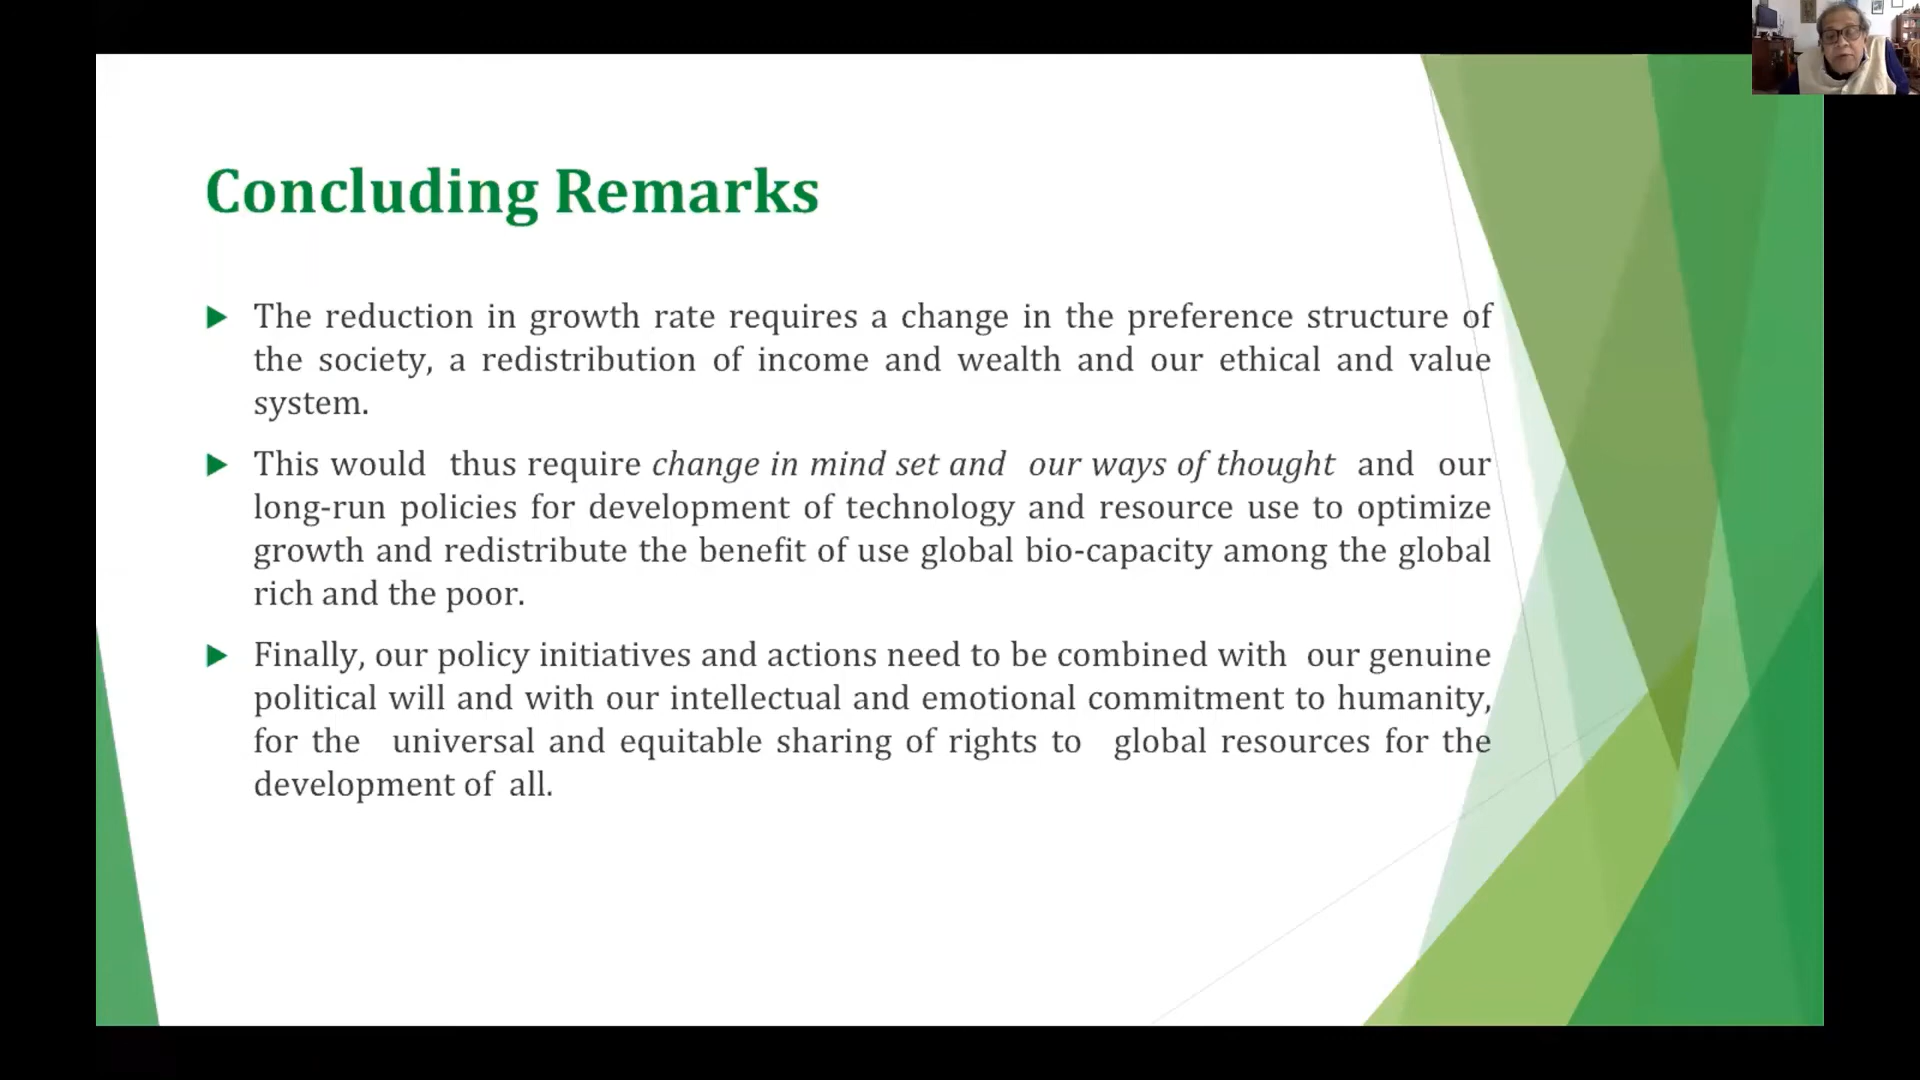 Concluding Remarks
The reduction in growth rate requires a change in the preference structure of
the society, a redistribution of income and wealth and our ethical and value
system.
This would thus require change in mind set and our ways of thought and our
long-run policies for development of technology and resource use to optimize
growth and redistribute the benefit of use global bio-capacity among the global
rich and the poor.
Finally, our policy initiatives and actions need to be combined with our genuine
political will and with our intellectual and emotional commitment to humanity,
for the universal and equitable sharing of rights to global resources for the
development of all.